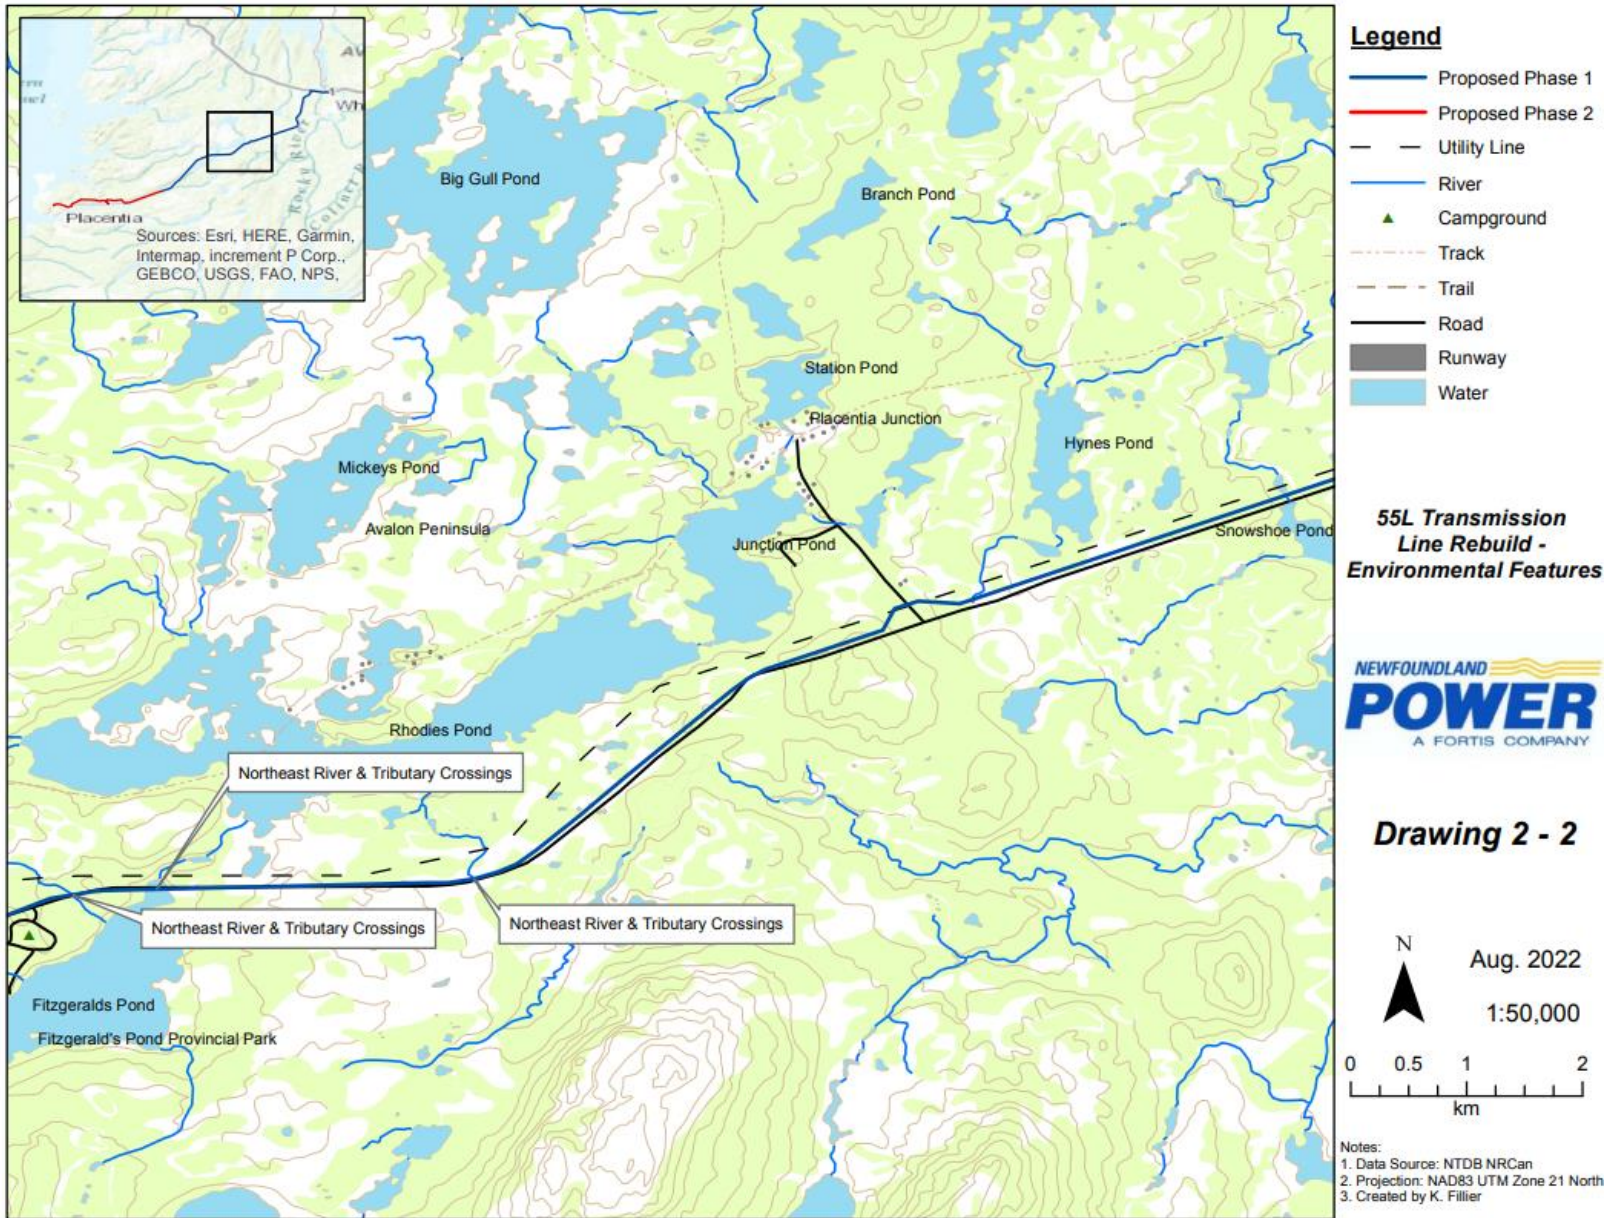 AV
Wh
Rocky River
Placentia
Sources: Esri, HERE, Garmin,
Intermap, increment P Corp.,
GEBCO, USGS, FAO, NPS,
Big Gull Pond
Branch Pond
Station Pond
Placentia Junction
Hynes Pond
Mickeys Pond
Avalon Peninsula
Junction Pond
Snowshoe Pond
Rhodies Pond
Northeast River & Tributary Crossings
Northeast River & Tributary Crossings
Northeast River & Tributary Crossings
Fitzgeralds Pond
Fitzgerald's Pond Provincial Park
Legend
Proposed Phase 1
Proposed Phase 2
Utility Line
River
Campground
Track
Trail
Road
Runway
Water
55L Transmission
Line Rebuild -
Environmental Features
NEWFOUNDLAND
POWER
A FORTIS COMPANY
Drawing 2 - 2
N
Aug. 2022
1:50,000
0 0.5 1 2
km
Notes:
1. Data Source: NTDB NRCan
2. Projection: NAD83 UTM Zone 21 North
3. Created by K. Fillier